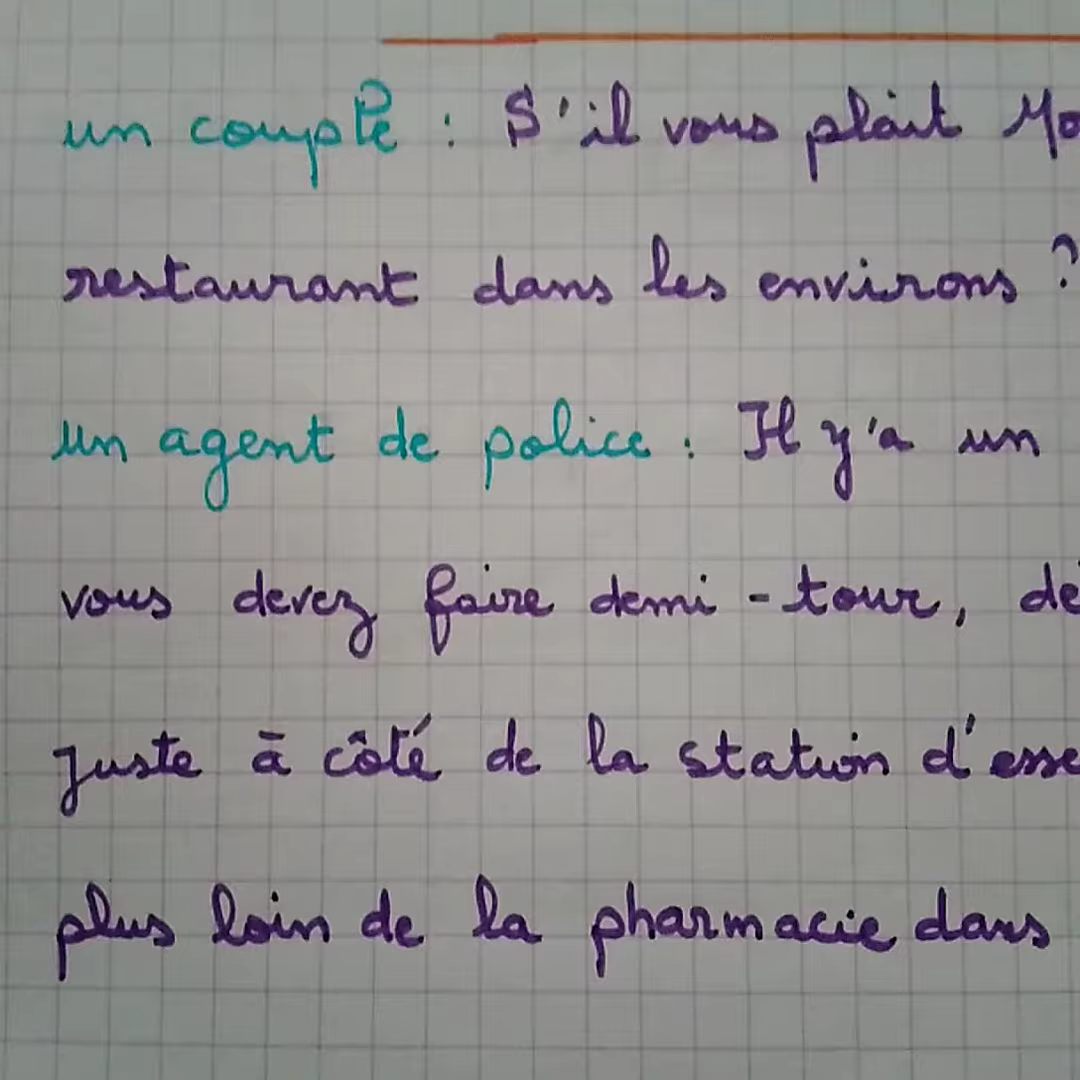 un couple : S'il vous plait Mo
restaurant dans les environs ?
un agent de police : Il y'a un
vous devez faire demi-tour, de
juste à côté de la station d'esse
plus loin de la pharmacie dans